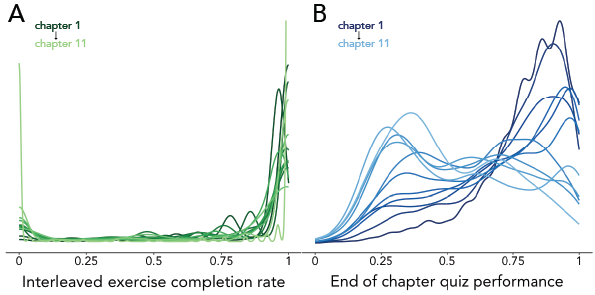 A
chapter 1
↓
chapter 11
0 0.25 0.5 0.75 1
Interleaved exercise completion rate
B
chapter 1
↓
chapter 11
0 0.25 0.5 0.75 1
End of chapter quiz performance